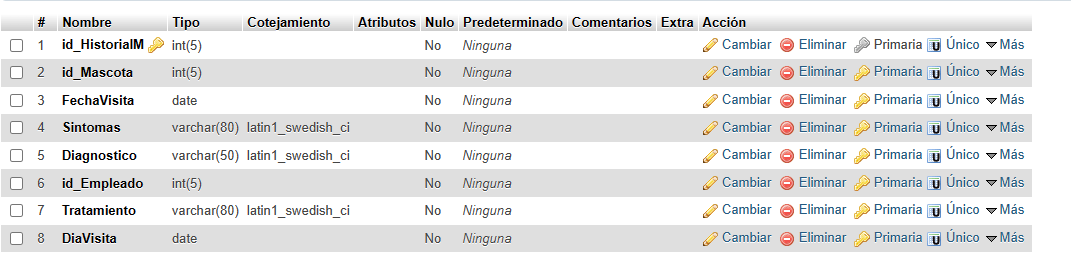 # Nombre Tipo Cotejamiento Atributos Nulo Predeterminado Comentarios Extra Acción
1 id_HistorialM int(5) No Ninguna Cambiar Eliminar Primaria Único Más
2 id_Mascota int(5) No Ninguna Cambiar Eliminar Primaria Único Más
3 FechaVisita date No Ninguna Cambiar Eliminar Primaria Único Más
4 Sintomas varchar(80) latin1_swedish_ci No Ninguna Cambiar Eliminar Primaria Único Más
5 Diagnostico varchar(50) latin1_swedish_ci No Ninguna Cambiar Eliminar Primaria Único Más
6 id_Empleado int(5) No Ninguna Cambiar Eliminar Primaria Único Más
7 Tratamiento varchar(80) latin1_swedish_ci No Ninguna Cambiar Eliminar Primaria Único Más
8 DiaVisita date No Ninguna Cambiar Eliminar Primaria Único Más